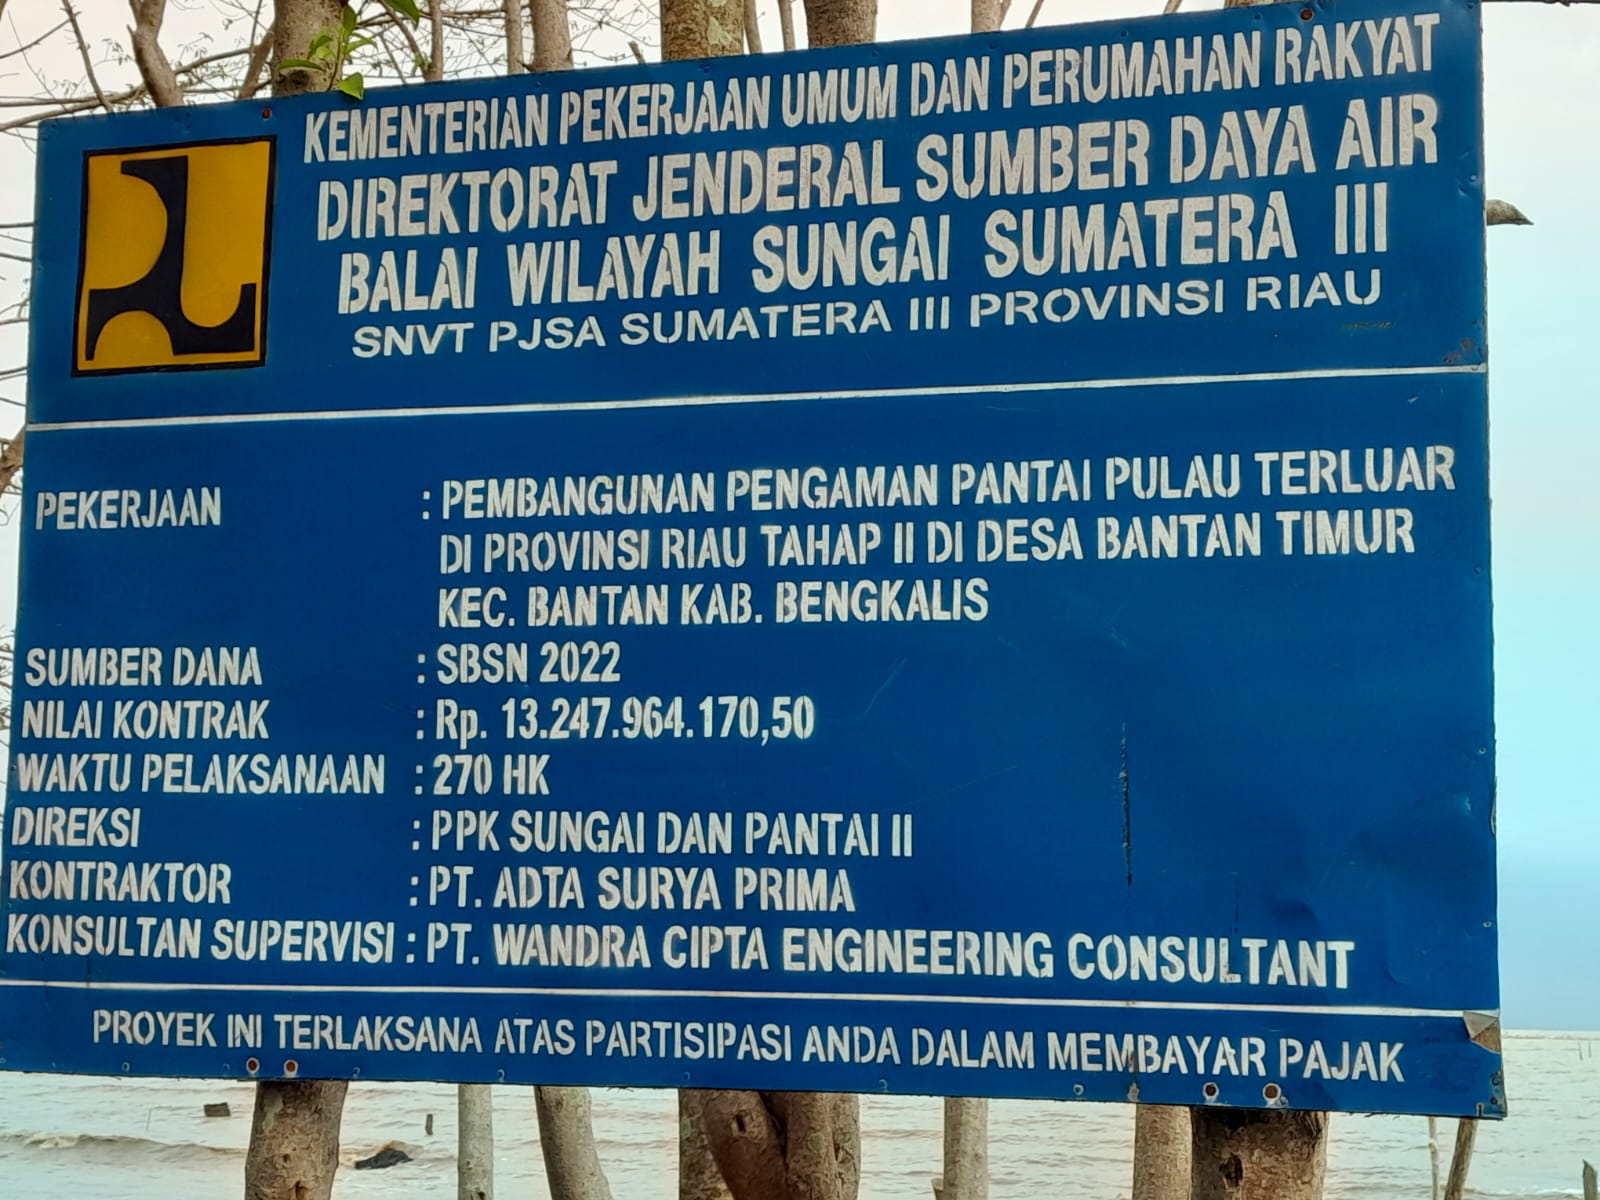 KEMENTERIAN PEKERJAAN UMUM DAN PERUMAHAN RAKYAT
DIREKTORAT JENDERAL SUMBER DAYA AIR
BALAI WILAYAH SUNGAI SUMATERA III
SNVT PJSA SUMATERA III PROVINSI RIAU
PEKERJAAN : PEMBANGUNAN PENGAMAN PANTAI PULAU TERLUAR
DI PROVINSI RIAU TAHAP II DI DESA BANTAN TIMUR
KEC. BANTAN KAB. BENGKALIS
SUMBER DANA : SBSN 2022
NILAI KONTRAK : Rp. 13.247.964.170,50
WAKTU PELAKSANAAN : 270 HK
DIREKSI : PPK SUNGAI DAN PANTAI II
KONTRAKTOR : PT. ADTA SURYA PRIMA
KONSULTAN SUPERVISI : PT. WANDRA CIPTA ENGINEERING CONSULTANT
PROYEK INI TERLAKSANA ATAS PARTISIPASI ANDA DALAM MEMBAYAR PAJAK